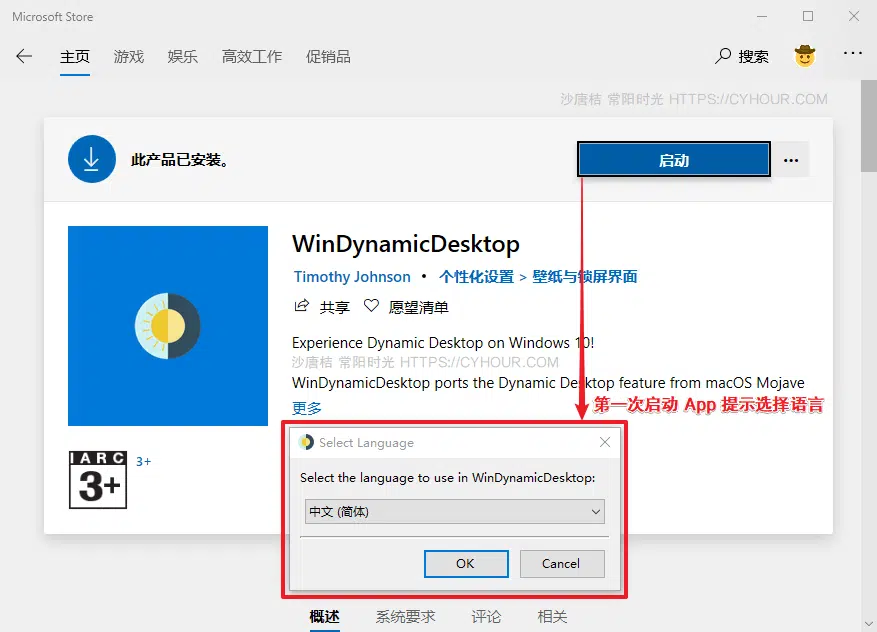 Microsoft Store
主页 游戏 娱乐 高效工作 促销品 搜索
沙唐桔 常阳时光 HTTPS://CYHOUR.COM
此产品已安装。 启动
WinDynamicDesktop
Timothy Johnson • 个性化设置 > 壁纸与锁屏界面
共享 愿望清单
Experience Dynamic Desktop on Windows 10!
沙唐桔 常阳时光 HTTPS://CYHOUR.COM
WinDynamicDesktop ports the Dynamic Desktop feature from macOS Mojave
更多
第一次启动 App 提示选择语言
Select Language
IARC
3+
3+
Select the language to use in WinDynamicDesktop:
中文 (简体)
OK Cancel
概述 系统要求 评论 相关